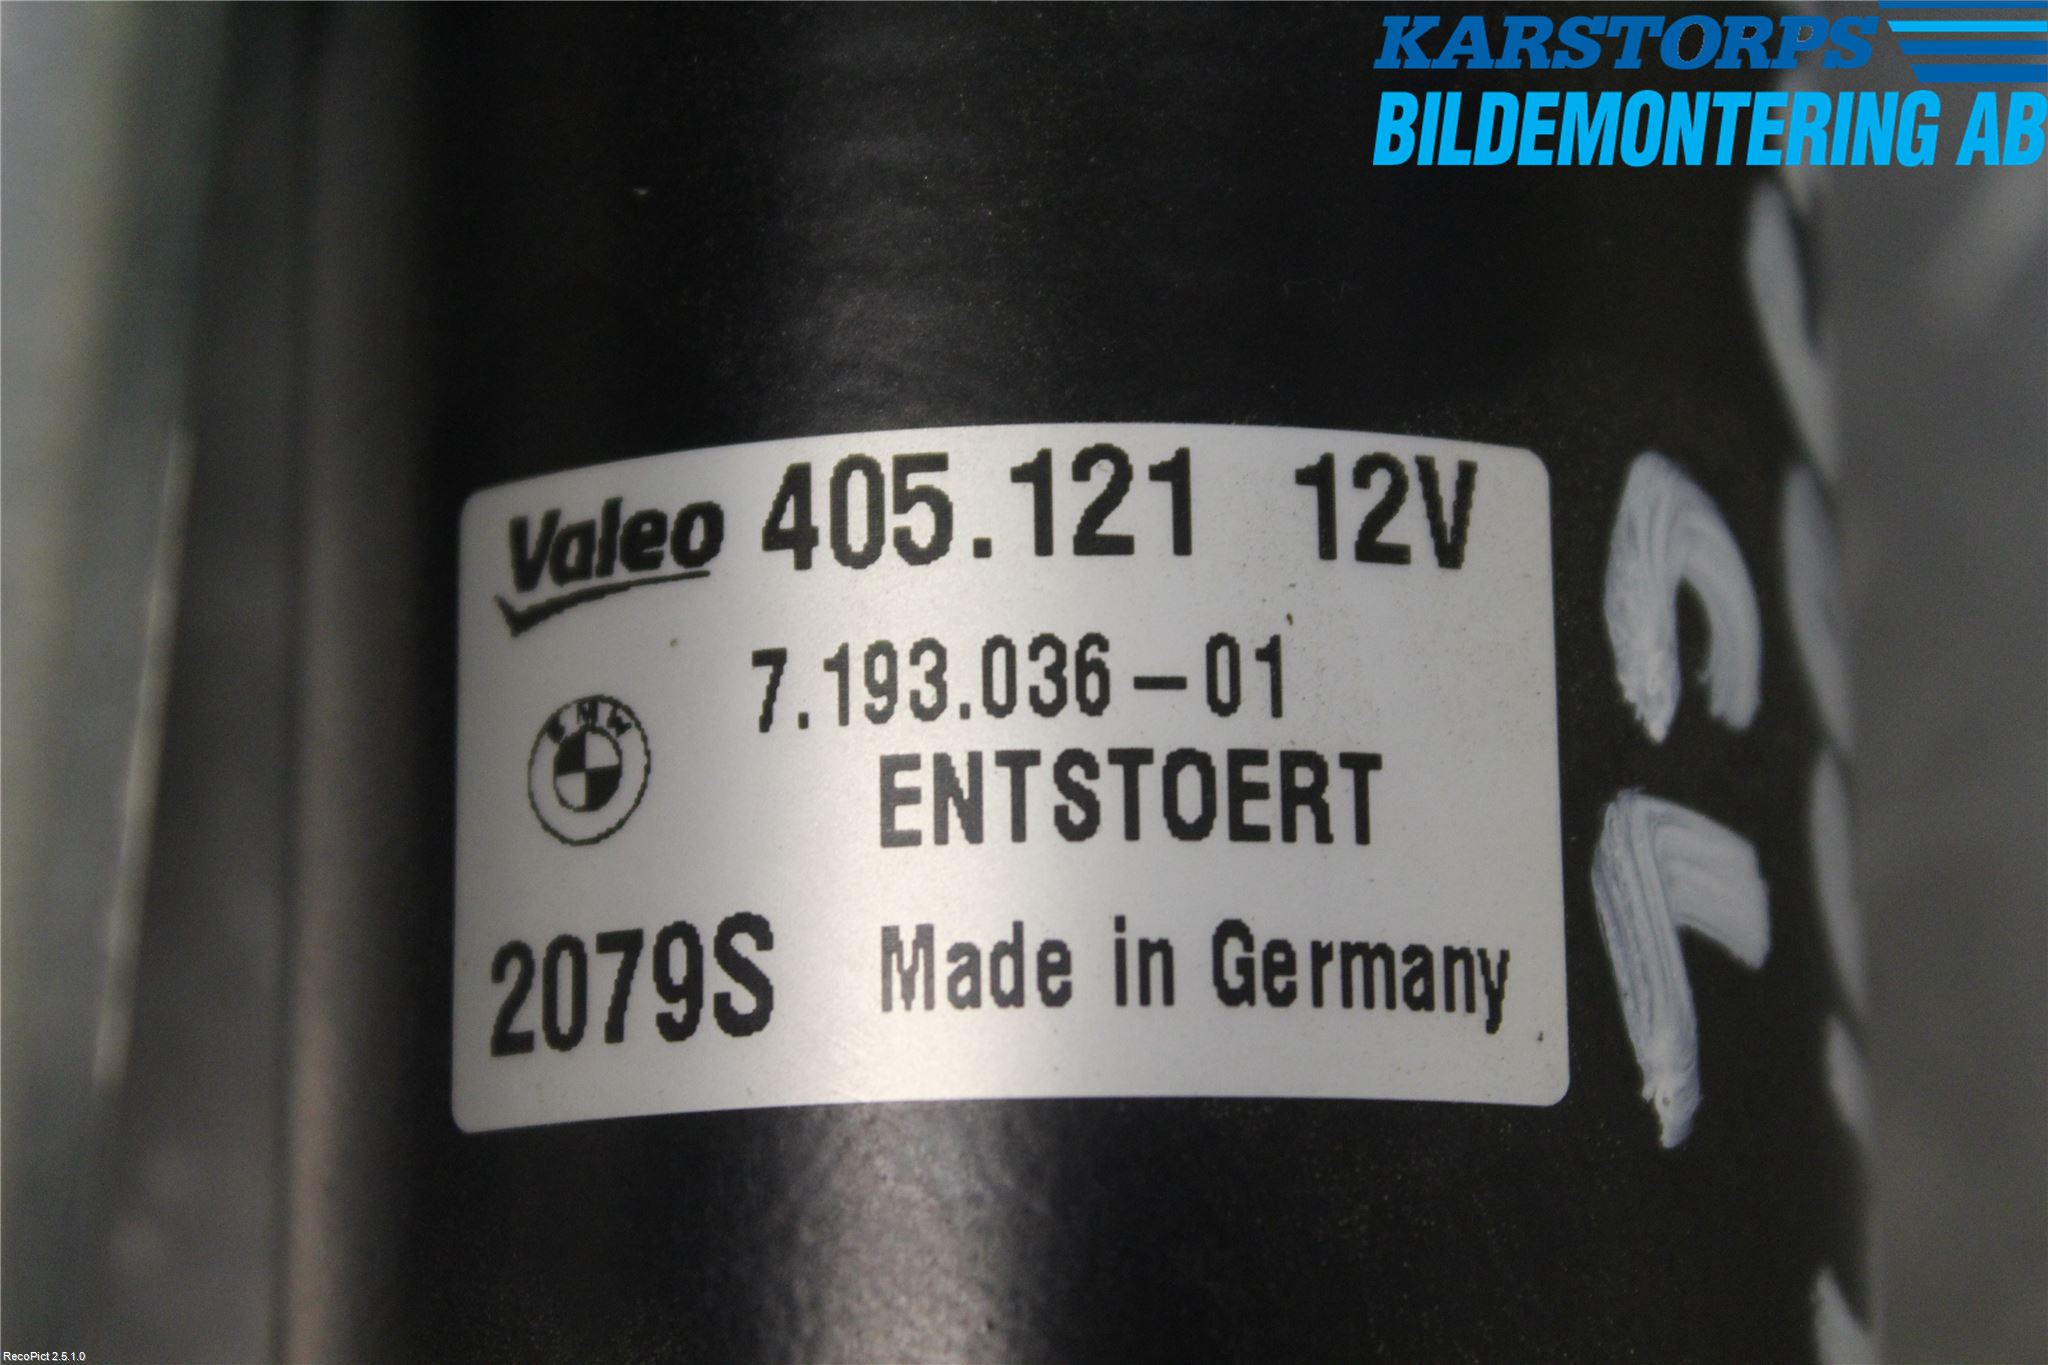 KARSTORPS
BILDEMONTERING AB
Valeo 405.121 12V
7.193.036-01
BMW
ENTSTOERT
2079S Made in Germany
RecoPict 2.5.1.0